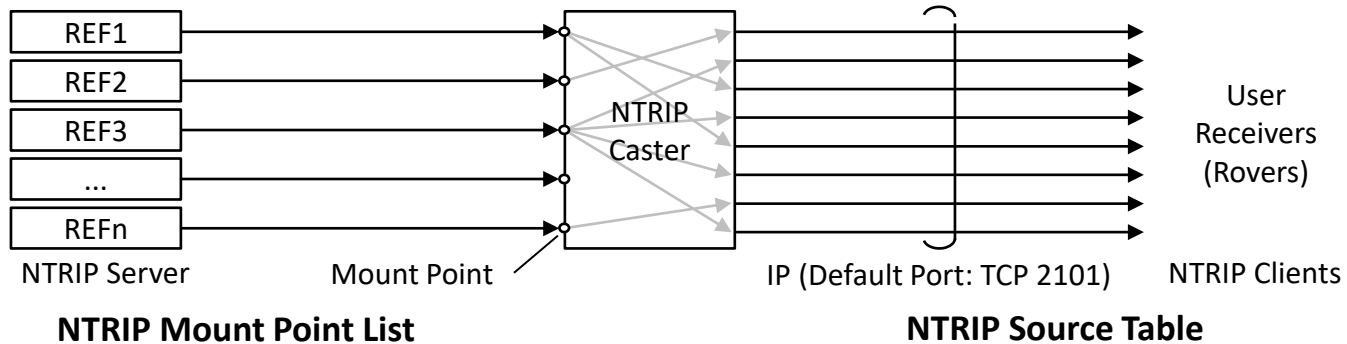 REF1
REF2
REF3
...
REFn
NTRIP Server
Mount Point
NTRIP
Caster
IP (Default Port: TCP 2101)
User
Receivers
(Rovers)
NTRIP Clients
NTRIP Mount Point List
NTRIP Source Table